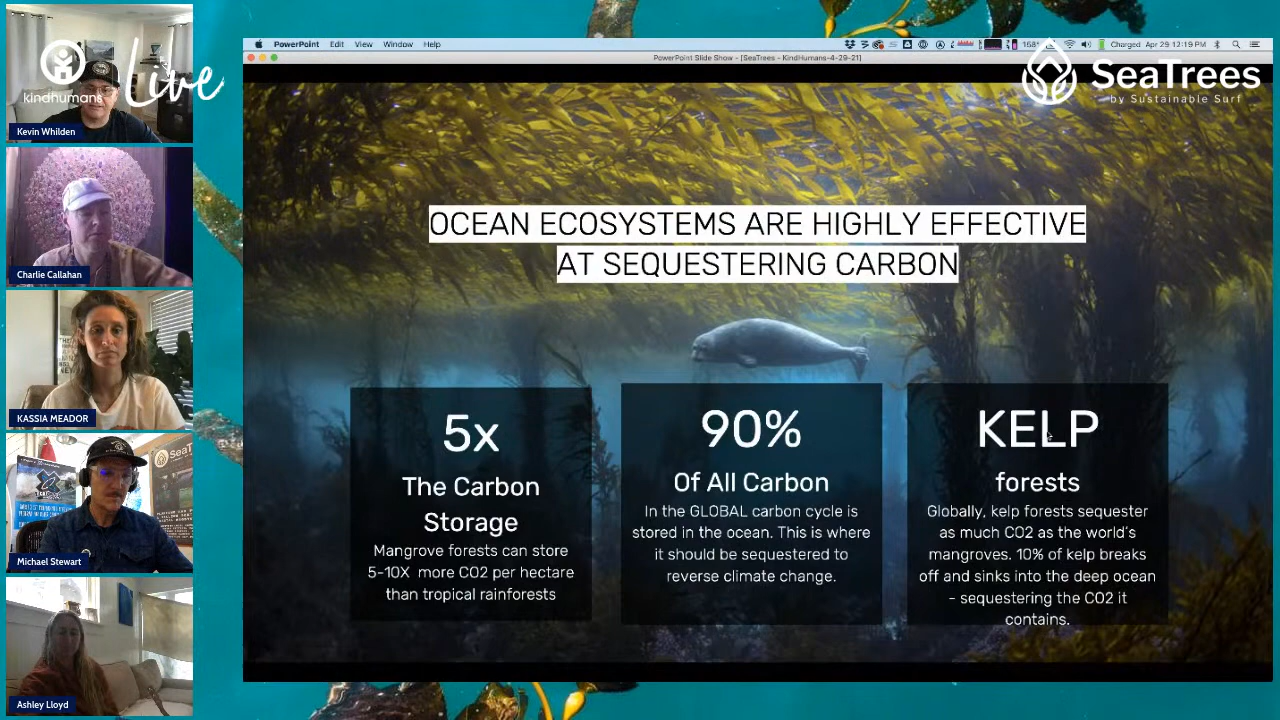 kindhumans
Live
Kevin Whilden
Charlie Callahan
KASSIA MEADOR
Michael Stewart
Ashley Lloyd
PowerPoint Edit View Window Help
Charged Apr 29 12:19 PM
PowerPoint Slide Show - [SeaTrees - KindHumans-4-29-21]
SeaTrees
by Sustainable Surf
OCEAN ECOSYSTEMS ARE HIGHLY EFFECTIVE
AT SEQUESTERING CARBON
5x
The Carbon
Storage
Mangrove forests can store
5-10X more CO2 per hectare
than tropical rainforests
90%
Of All Carbon
In the GLOBAL carbon cycle is
stored in the ocean. This is where
it should be sequestered to
reverse climate change.
KELP
forests
Globally, kelp forests sequester
as much CO2 as the world's
mangroves. 10% of kelp breaks
off and sinks into the deep ocean
- sequestering the CO2 it
contains.